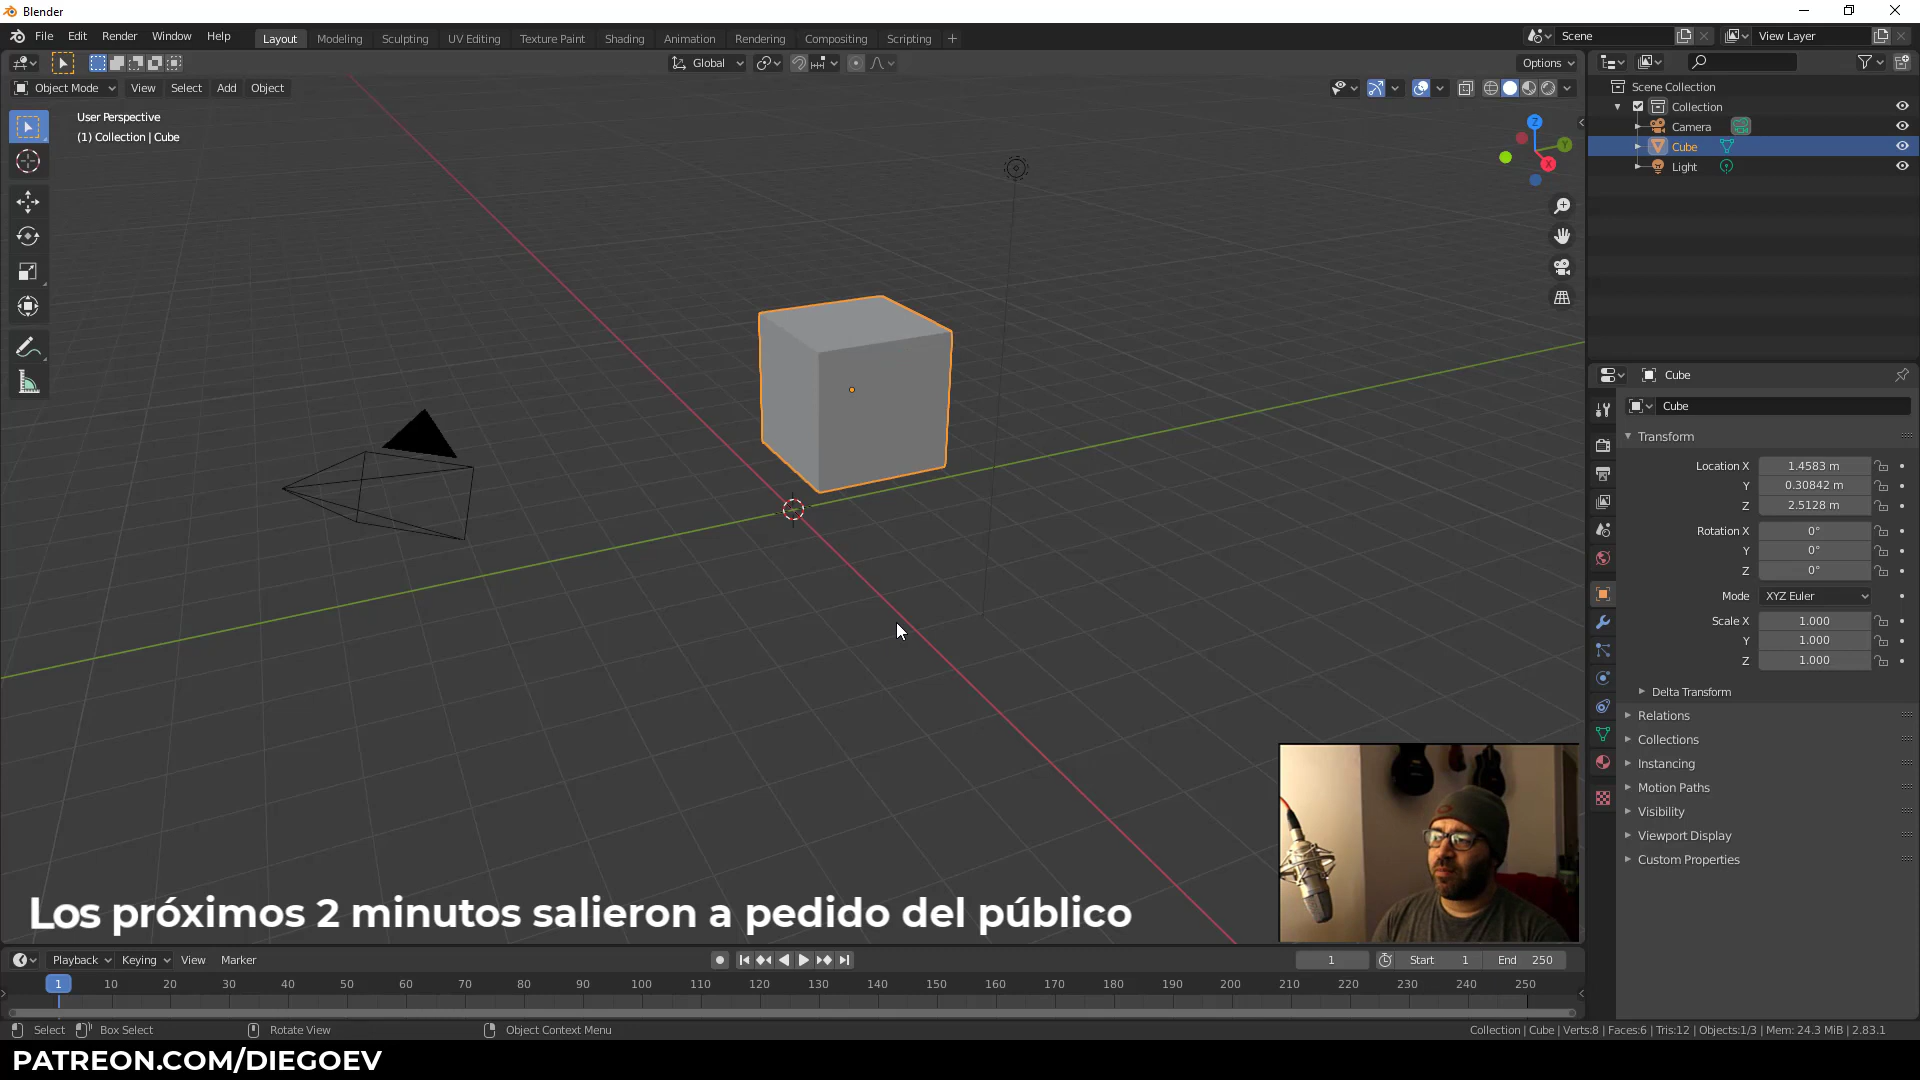 Blender
File Edit Render Window Help Layout Modeling Sculpting UV Editing Texture Paint Shading Animation Rendering Compositing Scripting + Scene View Layer
Global Options
Object Mode View Select Add Object
User Perspective
(1) Collection | Cube
Z
Y
X
Scene Collection
Collection
Camera
Cube
Light
Cube
Cube
Transform
Location X 1.4583 m
Y 0.30842 m
Z 2.5128 m
Rotation X 0°
Y 0°
Z 0°
Mode XYZ Euler
Scale X 1.000
Y 1.000
Z 1.000
Delta Transform
Relations
Collections
Instancing
Motion Paths
Visibility
Viewport Display
Custom Properties
Los próximos 2 minutos salieron a pedido del público
Playback Keying View Marker 1 Start 1 End 250
1 10 20 30 40 50 60 70 80 90 100 110 120 130 140 150 160 170 180 190 200 210 220 230 240 250
Select Box Select Rotate View Object Context Menu Collection | Cube | Verts:8 | Faces:6 | Tris:12 | Objects:1/3 | Mem: 24.3 MiB | 2.83.1
PATREON.COM/DIEGOEV